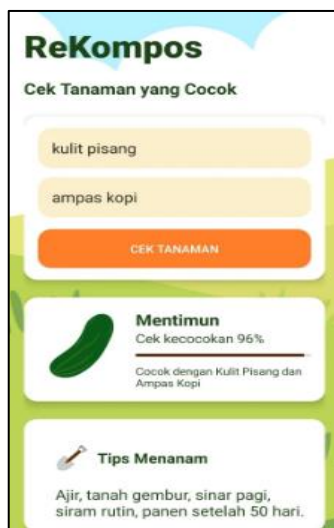 ReKompos
Cek Tanaman yang Cocok
kulit pisang
ampas kopi
CEK TANAMAN
Mentimun
Cek kecocokan 96%
Cocok dengan Kulit Pisang dan
Ampas Kopi
Tips Menanam
Ajir, tanah gembur, sinar pagi,
siram rutin, panen setelah 50 hari.